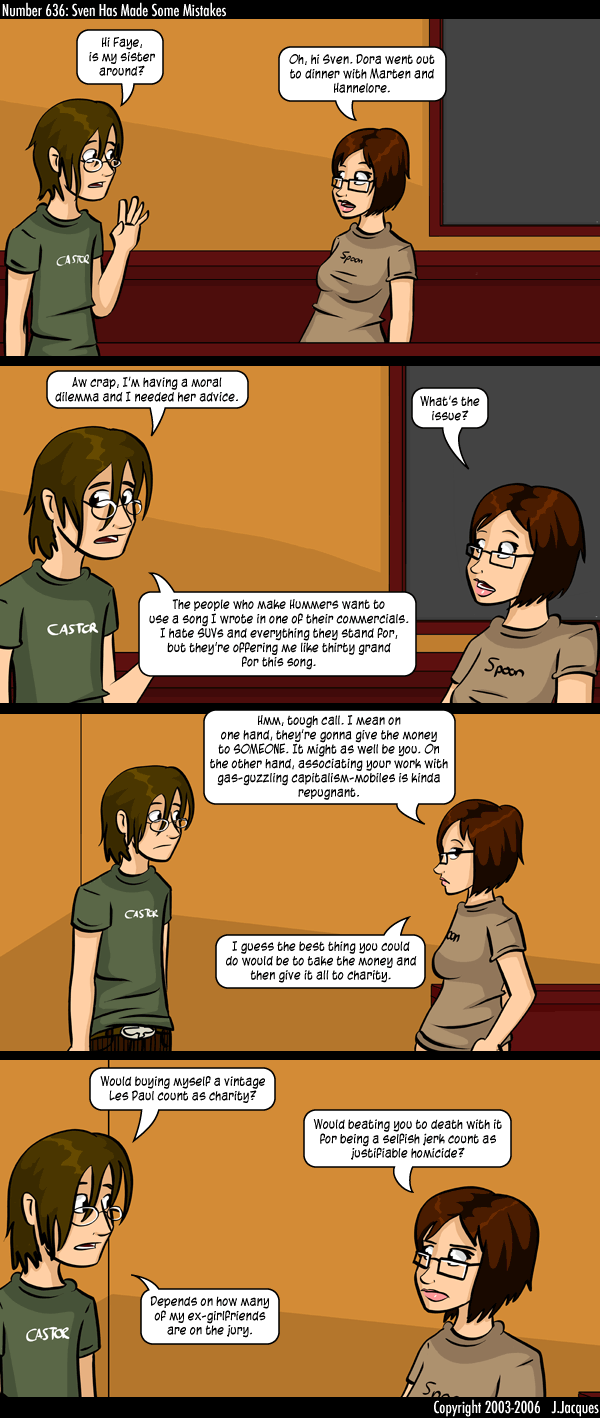 Number 636: Sven Has Made Some Mistakes
Hi Faye,
is my sister
around?
Oh, hi Sven. Dora went out
to dinner with Marten and
Hannelore.
CASTOR
Spoon
Aw crap, I'm having a moral
dilemma and I needed her advice.
What's the
issue?
The people who make Hummers want to
use a song I wrote in one of their commercials.
I hate SUVs and everything they stand for,
but they're offering me like thirty grand
for this song.
CASTOR
Spoon
Hmm, tough call. I mean on
one hand, they're gonna give the money
to SOMEONE. It might as well be you. On
the other hand, associating your work with
gas-guzzling capitalism-mobiles is kinda
repugnant.
CASTOR
oon
I guess the best thing you could
do would be to take the money and
then give it all to charity.
Would buying myself a vintage
Les Paul count as charity?
Would beating you to death with it
for being a selfish jerk count as
justifiable homicide?
Depends on how many
of my ex-girlfriends
are on the jury.
CASTOR
Spoon
Copyright 2003-2006 J.Jacques